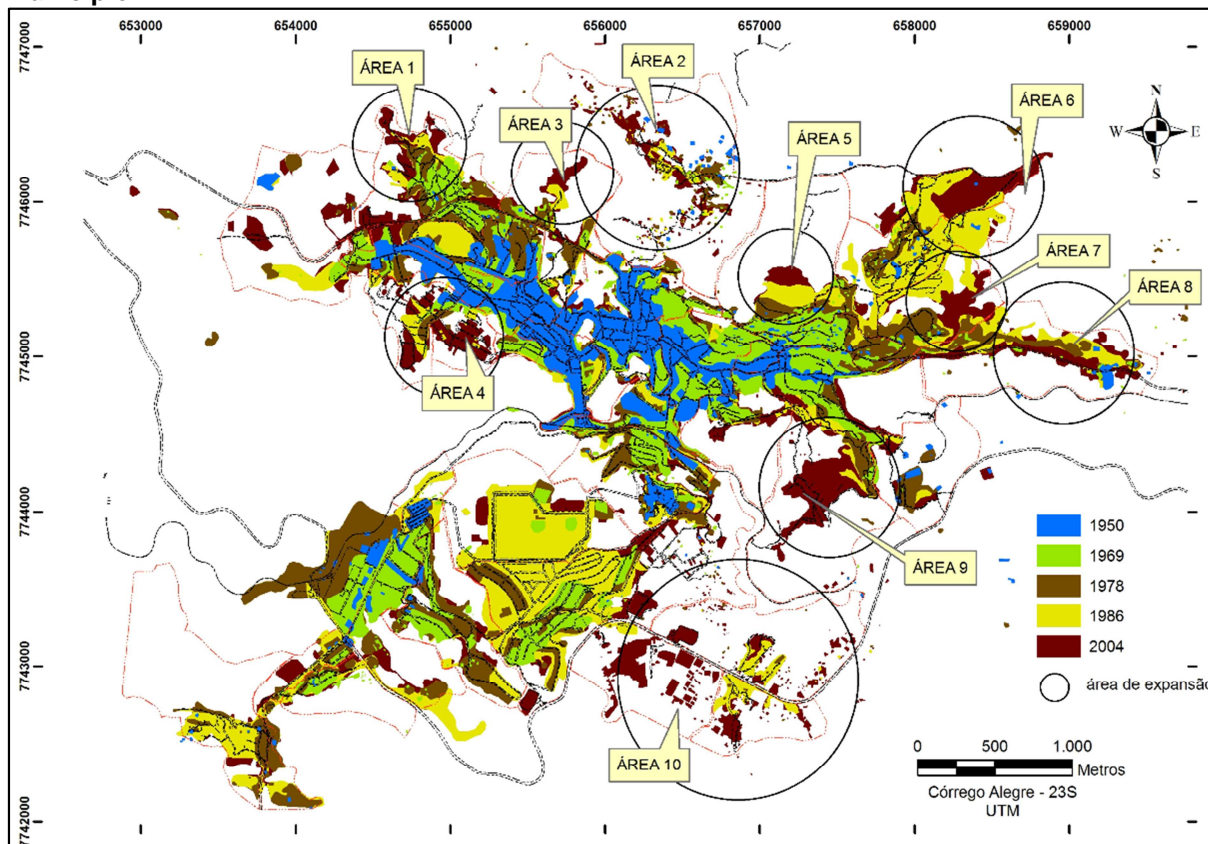 653000 654000 655000 656000 657000 658000 659000
7747000
7746000
7745000
7744000
7743000
7742000
ÁREA 1
ÁREA 2
ÁREA 3
ÁREA 5
ÁREA 6
ÁREA 7
ÁREA 8
ÁREA 4
ÁREA 9
ÁREA 10
N
W E
S
1950
1969
1978
1986
2004
área de expansão
0 500 1.000
Metros
Córrego Alegre - 23S
UTM